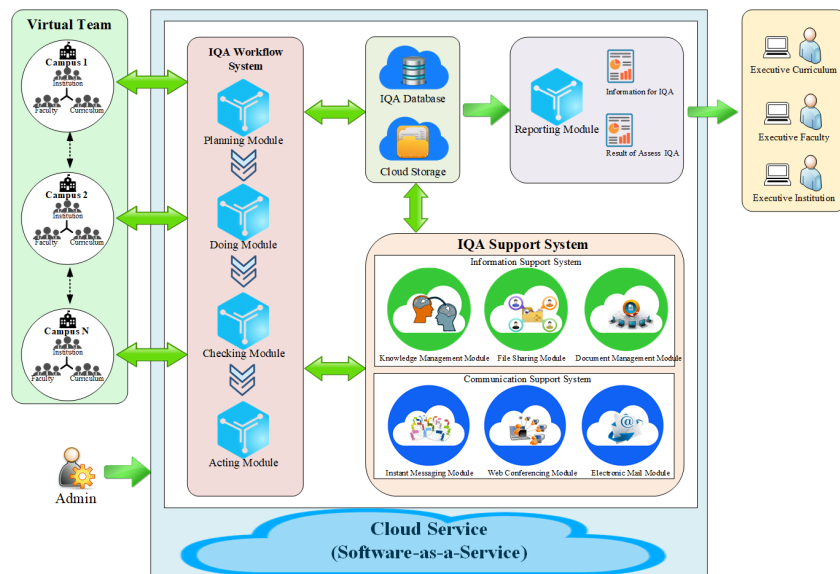 Virtual Team
Campus 1
Institution
Faculty
Curriculum
Campus 2
Institution
Faculty
Curriculum
Campus N
Institution
Faculty
Curriculum
Admin
IQA Workflow
System
Planning Module
Doing Module
Checking Module
Acting Module
IQA Database
Cloud Storage
Reporting Module
Information for IQA
Result of Assess IQA
Executive Curriculum
Executive Faculty
Executive Institution
IQA Support System
Information Support System
Knowledge Management Module
File Sharing Module
Document Management Module
Communication Support System
Instant Messaging Module
Web Conferencing Module
Electronic Mail Module
Cloud Service
(Software-as-a-Service)